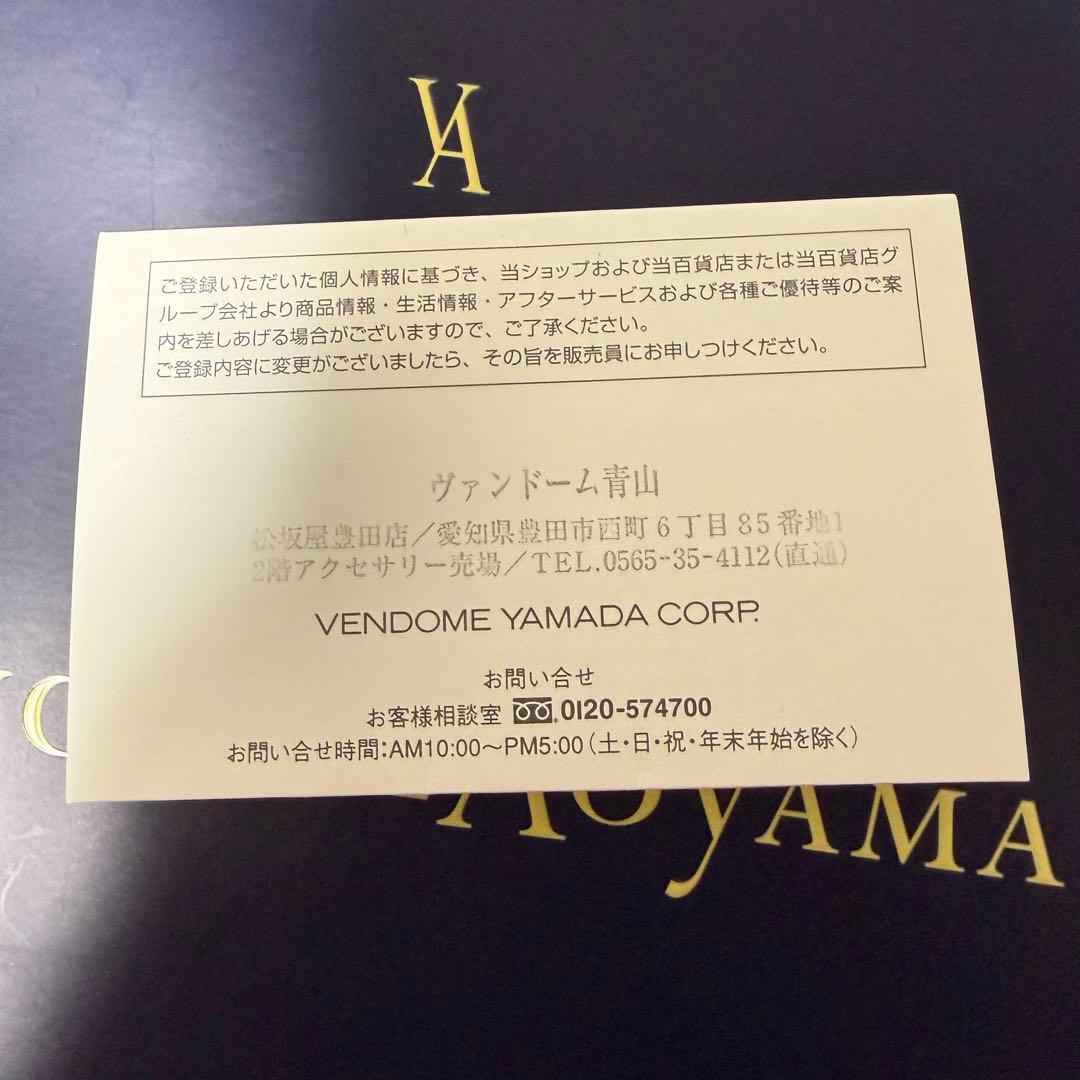 VA
ご登録いただいた個人情報に基づき、当ショップおよび当百貨店または当百貨店グ
ループ会社より商品情報・生活情報・アフターサービスおよび各種ご優待等のご案
内を差しあげる場合がございますので、ご了承ください。
ご登録内容に変更がございましたら、その旨を販売員にお申しつけください。
ヴァンドーム青山
松坂屋豊田店／愛知県豊田市西町6丁目85番地1
2階アクセサリー売場／TEL.0565-35-4112(直通)
VENDOME YAMADA CORP.
お問い合せ
お客様相談室 0120-574700
お問い合せ時間：AM10:00～PM5:00（土・日・祝・年末年始を除く）
AOYAMA